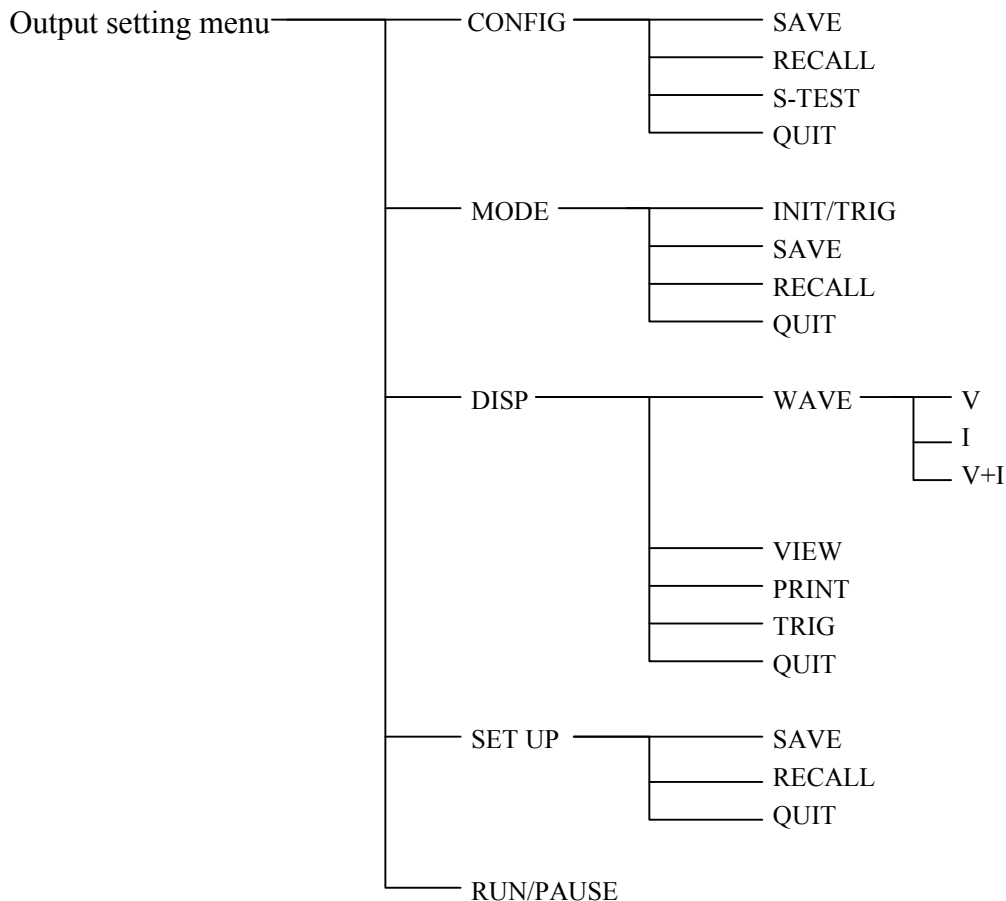 Output setting menu CONFIG SAVE
RECALL
S-TEST
QUIT
MODE INIT/TRIG
SAVE
RECALL
QUIT
DISP WAVE V
I
V+I
VIEW
PRINT
TRIG
QUIT
SET UP SAVE
RECALL
QUIT
RUN/PAUSE